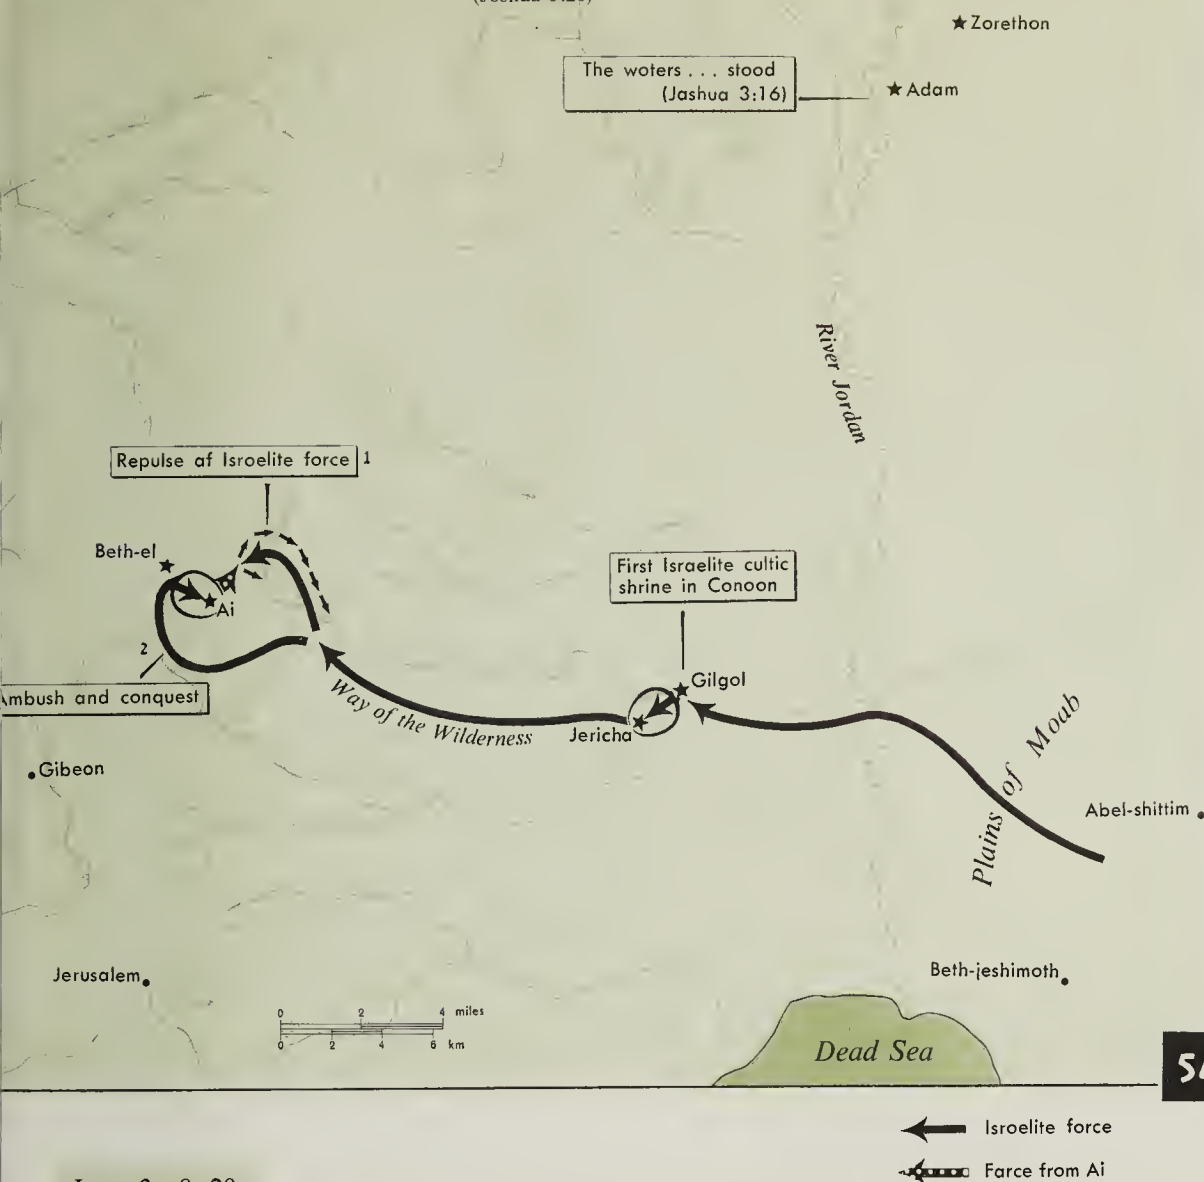 Zorethon
The woters . . . stood
(Jashua 3:16)
Adam
River Jordan
Repulse af Isroelite force 1
Beth-el
Ai
2
Ambush and conquest
First Israelite cultic
shrine in Conoon
Gilgol
Jericha
Way of the Wilderness
Plains of Moab
Abel-shittim
Gibeon
Jerusalem
Beth-jeshimoth
0 2 4 miles
0 2 4 6 km
Dead Sea
Isroelite force
Farce from Ai